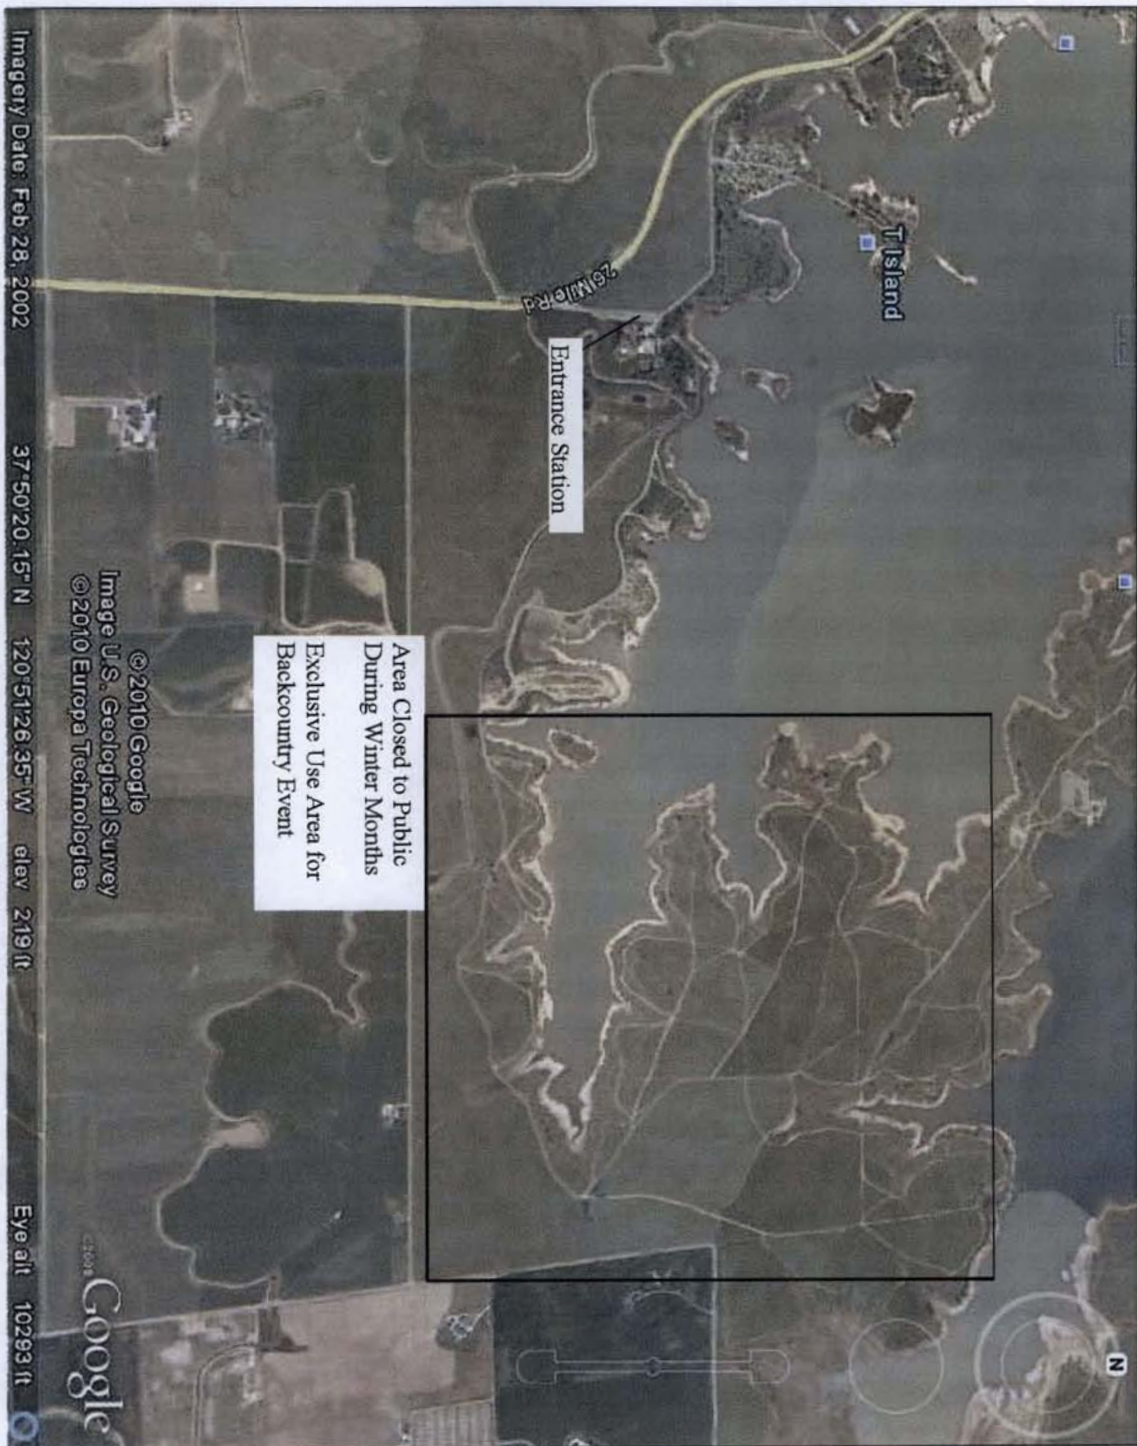 N
T Island
26 Mile Rd
Entrance Station
Area Closed to Public
During Winter Months
Exclusive Use Area for
Backcountry Event
©2010 Google
Image U.S. Geological Survey
©2010 Europa Technologies
©2009 Google
Imagery Date: Feb 28, 2002 37°50'20.15" N 120°51'26.35" W elev 219 ft Eye alt 10293 ft